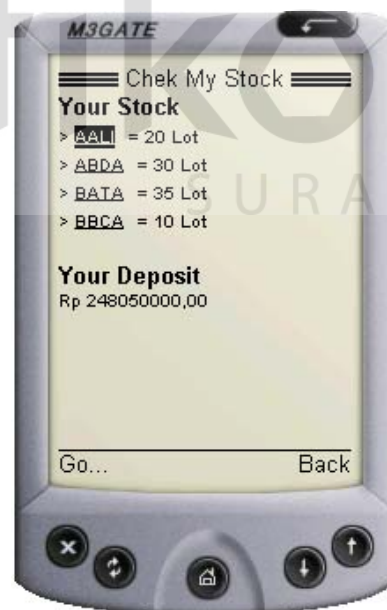 M3GATE
Chek My Stock
Your Stock
> AALI = 20 Lot
> ABDA = 30 Lot
> BATA = 35 Lot
> BBCA = 10 Lot
Your Deposit
Rp 248050000,00
Go... Back
SURA